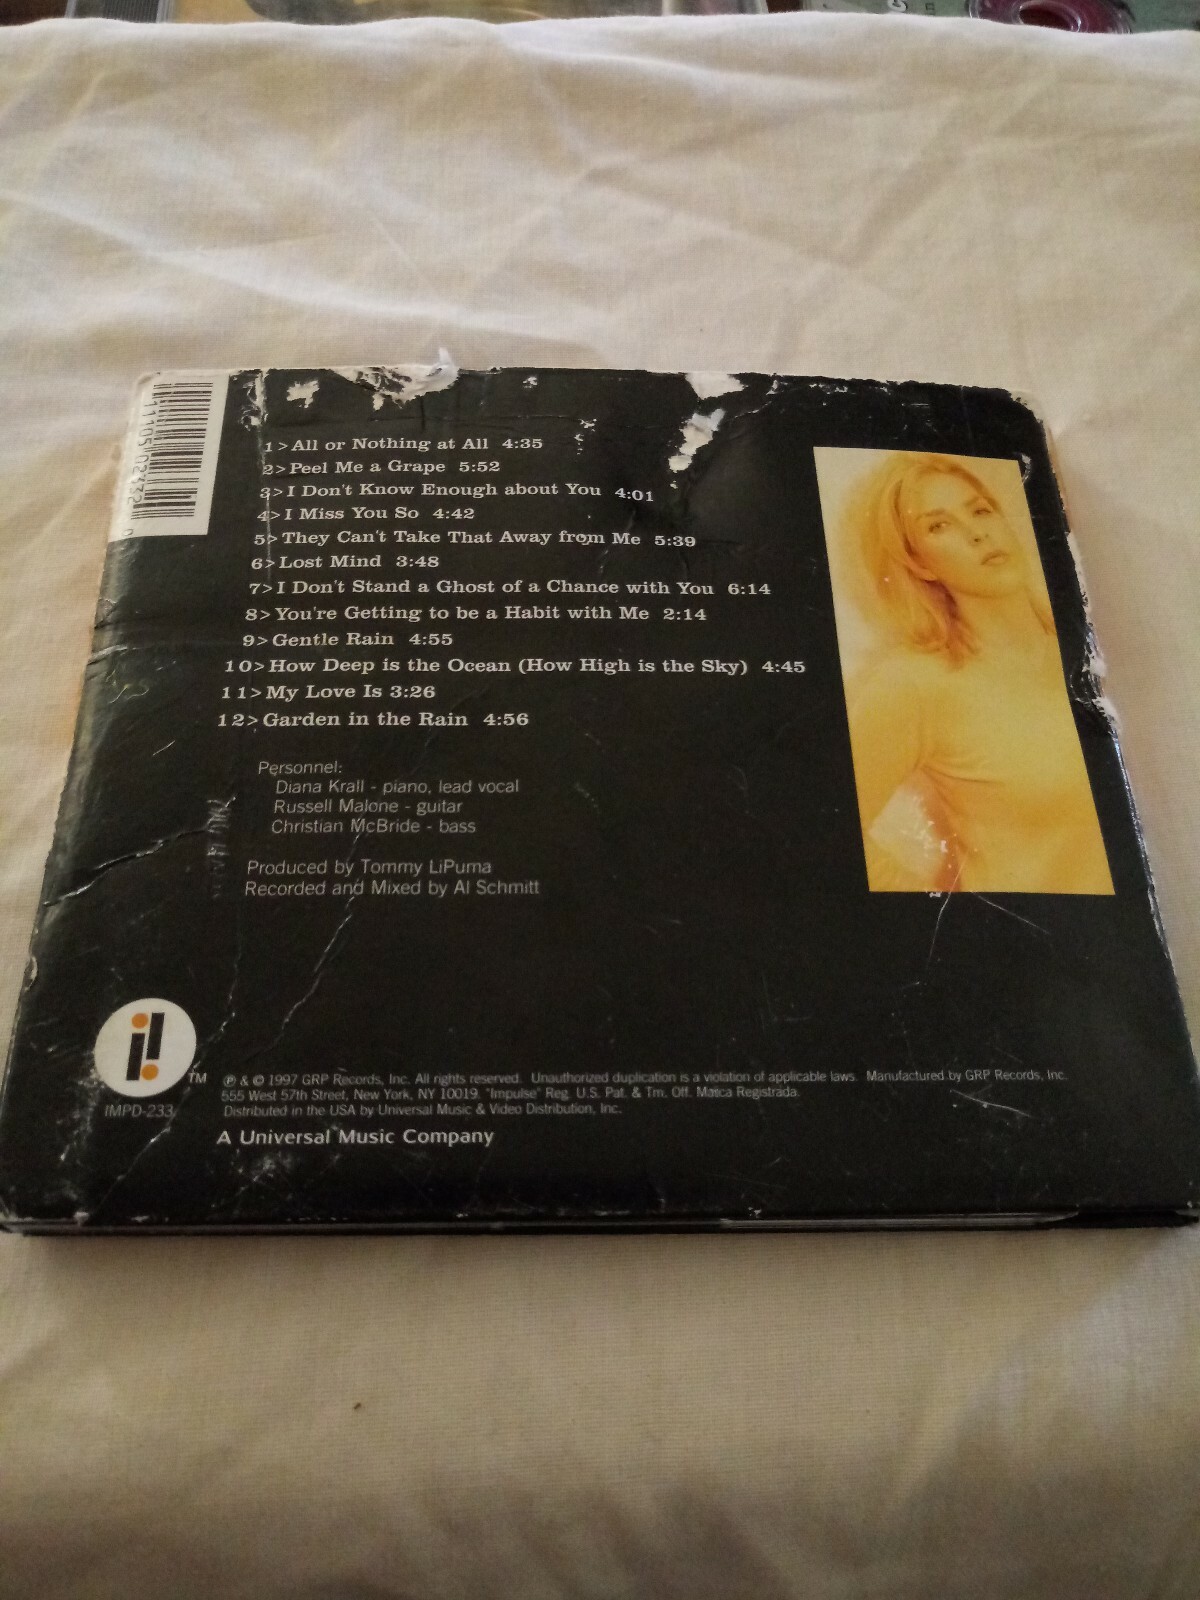 1>All or Nothing at All 4:35
2>Peel Me a Grape 5:52
3>I Don't Know Enough about You 4:01
4>I Miss You So 4:42
5>They Can't Take That Away from Me 5:39
6>Lost Mind 3:48
7>I Don't Stand a Ghost of a Chance with You 6:14
8>You're Getting to be a Habit with Me 2:14
9>Gentle Rain 4:55
10>How Deep is the Ocean (How High is the Sky) 4:45
11>My Love Is 3:26
12>Garden in the Rain 4:56
Personnel:
Diana Krall - piano, lead vocal
Russell Malone - guitar
Christian McBride - bass
Produced by Tommy LiPuma
Recorded and Mixed by Al Schmitt
TM
IMPD-233
℗ & © 1997 GRP Records, Inc. All rights reserved. Unauthorized duplication is a violation of applicable laws. Manufactured by GRP Records, Inc.
555 West 57th Street, New York, NY 10019. "Impulse" Reg. U.S. Pat. & Tm. Off. Marca Registrada.
Distributed in the USA by Universal Music & Video Distribution, Inc.
A Universal Music Company